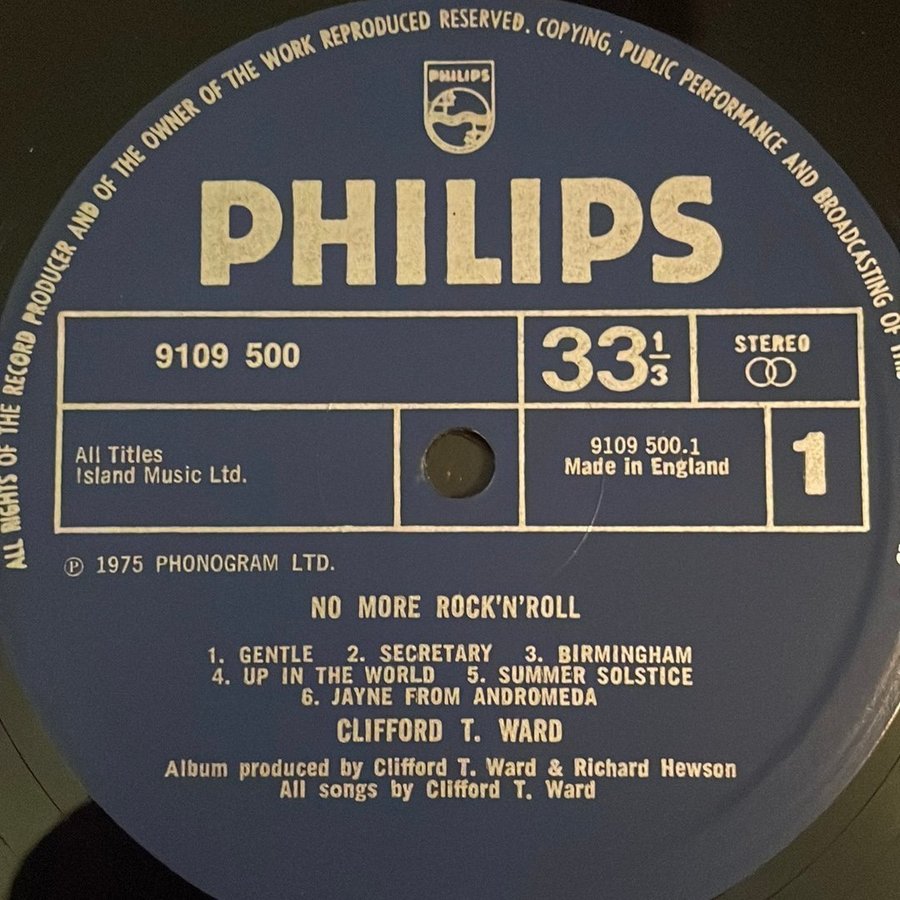 ALL RIGHTS OF THE RECORD PRODUCER AND OF THE OWNER OF THE WORK REPRODUCED RESERVED. COPYING, PUBLIC PERFORMANCE AND BROADCASTING OF
PHILIPS
PHILIPS
9109 500
33 1/3
STEREO
All Titles
Island Music Ltd.
9109 500.1
Made in England
1
℗ 1975 PHONOGRAM LTD.
NO MORE ROCK'N'ROLL
1. GENTLE 2. SECRETARY 3. BIRMINGHAM
4. UP IN THE WORLD 5. SUMMER SOLSTICE
6. JAYNE FROM ANDROMEDA
CLIFFORD T. WARD
Album produced by Clifford T. Ward & Richard Hewson
All songs by Clifford T. Ward